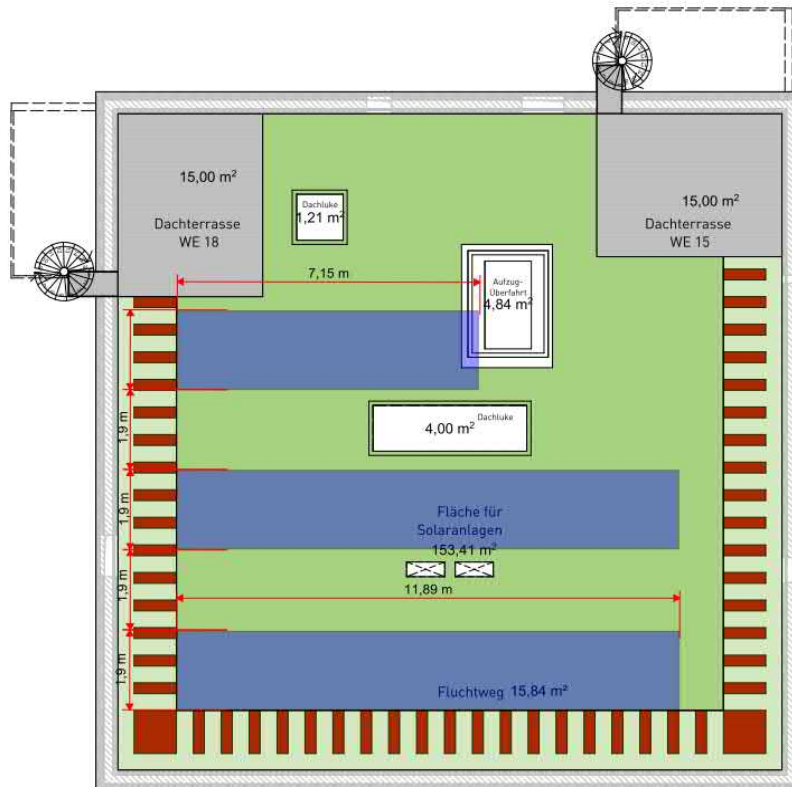 15,00 m²
Dachterrasse
WE 18
Dachluke
1,21 m²
15,00 m²
Dachterrasse
WE 15
7,15 m
Aufzug-
Überfahrt
4,84 m²
4,00 m²
Dachluke
1,9 m
1,9 m
1,9 m
1,9 m
Fläche für
Solaranlagen
153,41 m²
11,89 m
Fluchtweg 15,84 m²